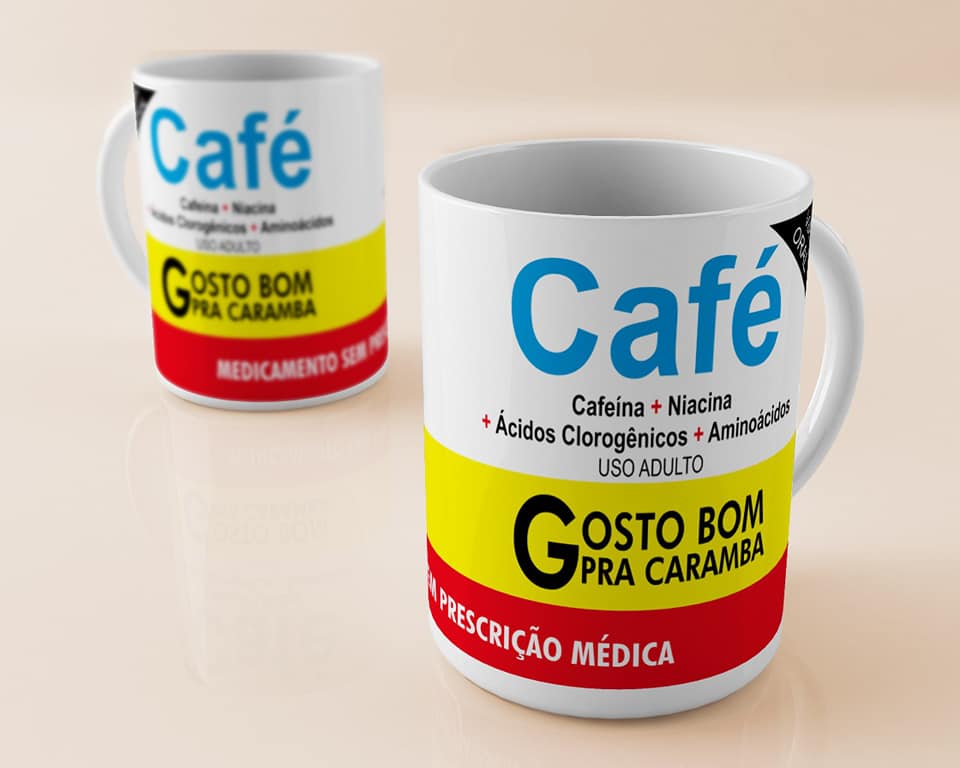 Café
Cafeína + Niacina
+ Ácidos Clorogênicos + Aminoácidos
USO ADULTO
GOSTO BOM
PRA CARAMBA
MEDICAMENTO SEM
Café
Cafeína + Niacina
+ Ácidos Clorogênicos + Aminoácidos
USO ADULTO
GOSTO BOM
PRA CARAMBA
PRESCRIÇÃO MÉDICA